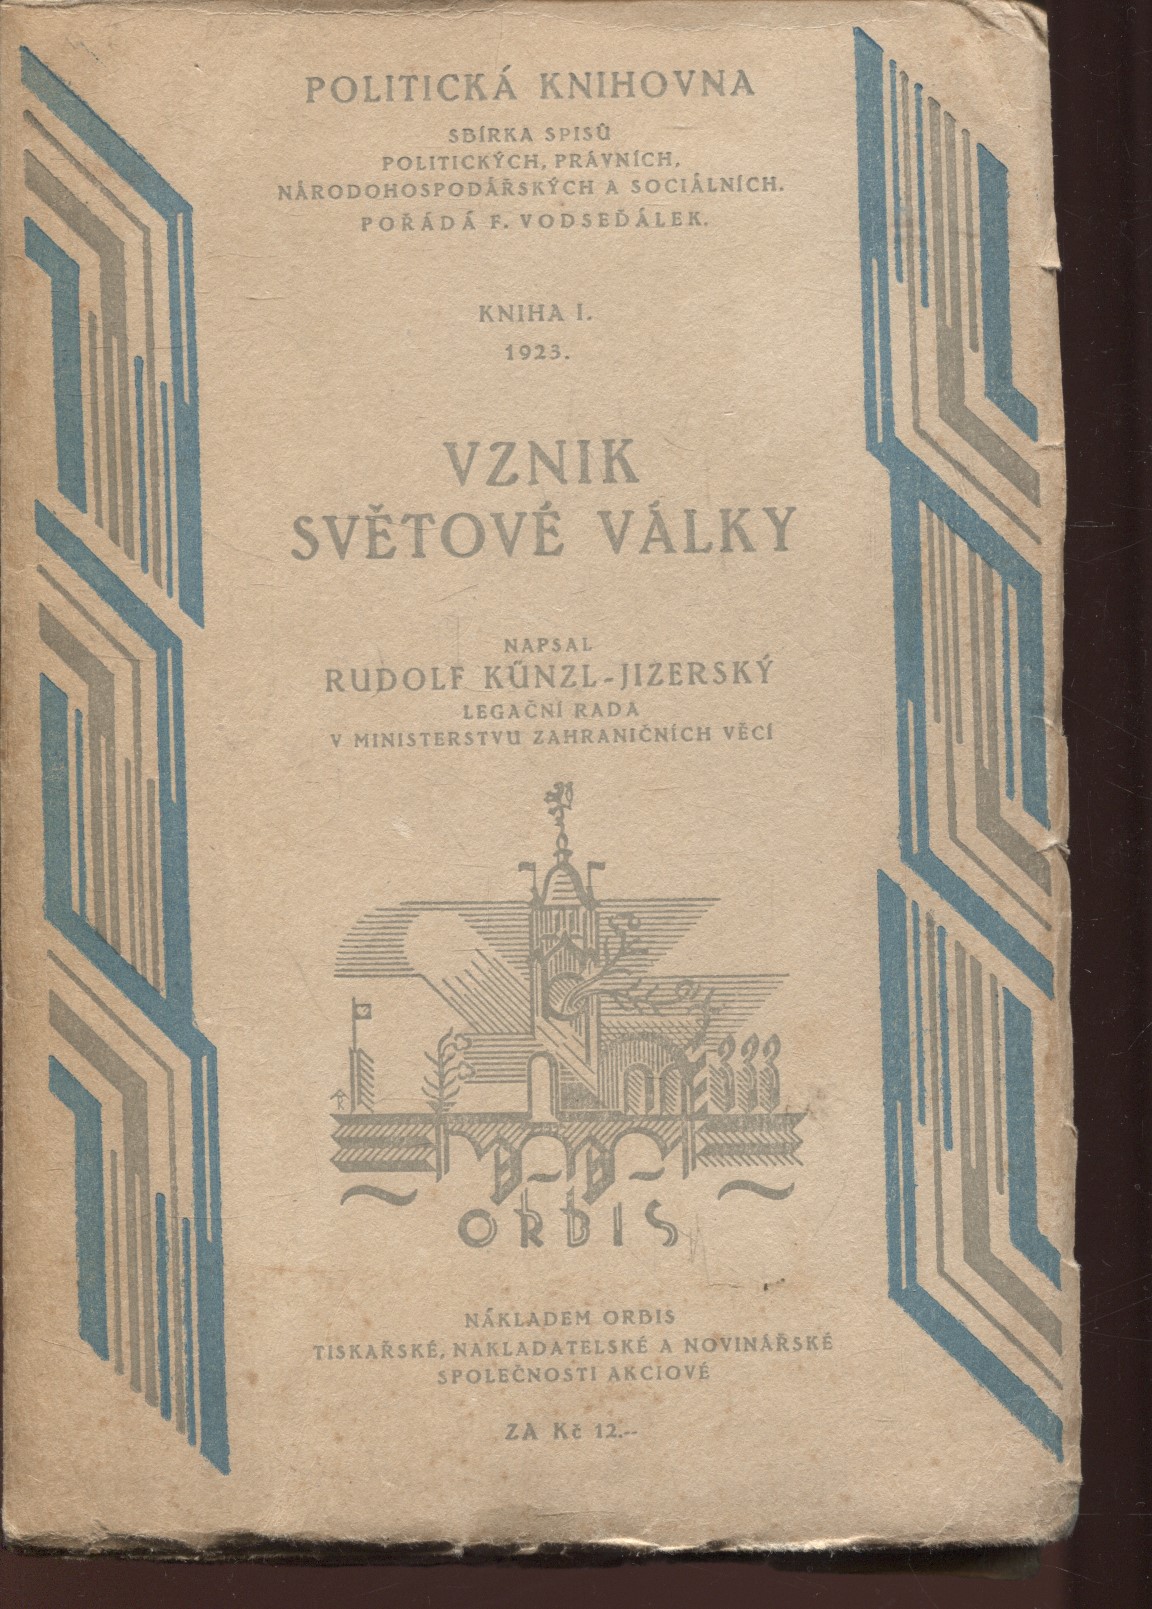 POLITICKÁ KNIHOVNA
SBÍRKA SPISŮ
POLITICKÝCH, PRÁVNÍCH,
NÁRODOHOSPODÁŘSKÝCH A SOCIÁLNÍCH.
POŘÁDÁ F. VODSEĎÁLEK.
KNIHA I.
1923.
VZNIK
SVĚTOVÉ VÁLKY
NAPSAL
RUDOLF KŰNZL-JIZERSKÝ
LEGAČNÍ RADA
V MINISTERSTVU ZAHRANIČNÍCH VĚCÍ
ORBIS
NÁKLADEM ORBIS
TISKAŘSKÉ, NAKLADATELSKÉ A NOVINÁŘSKÉ
SPOLEČNOSTI AKCIOVÉ
ZA Kč 12.--